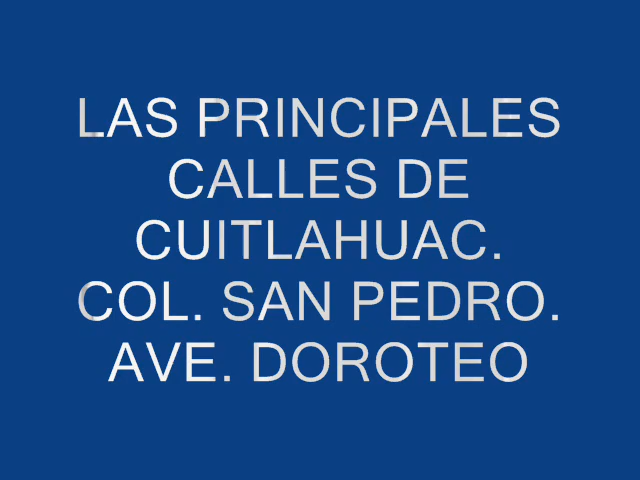 LAS PRINCIPALES
CALLES DE
CUITLAHUAC.
COL. SAN PEDRO.
AVE. DOROTEO